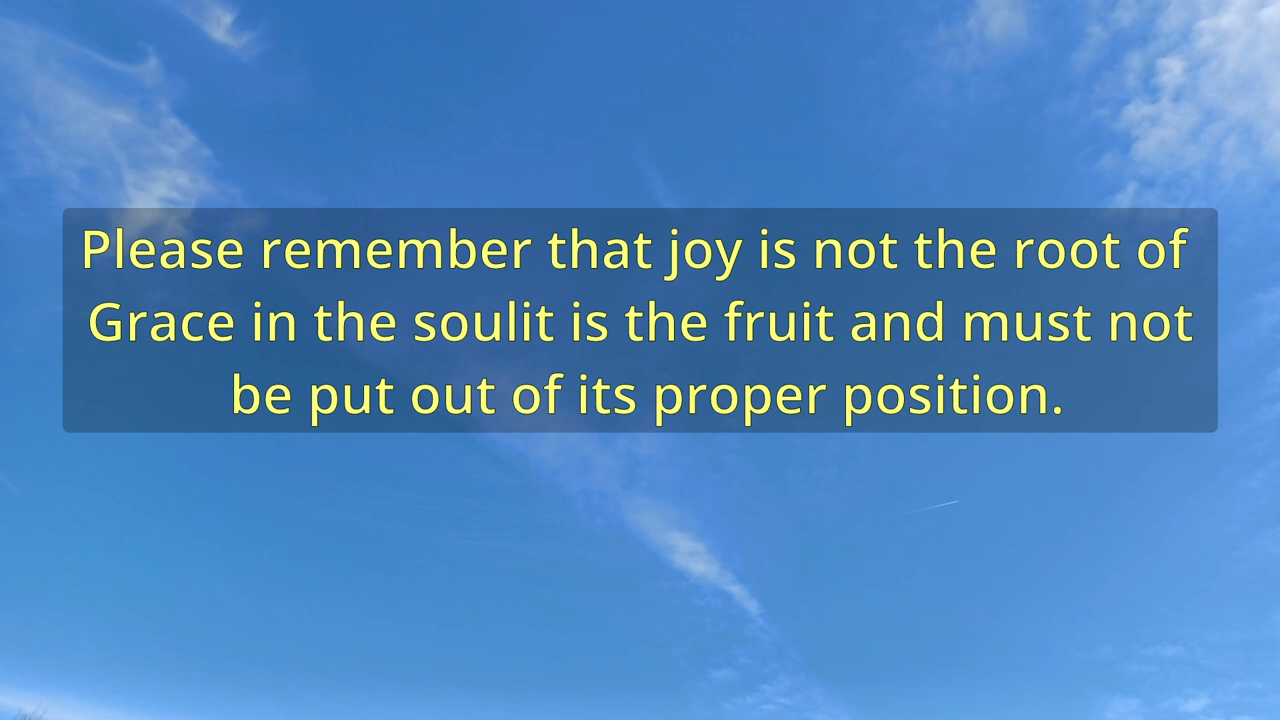 Please remember that joy is not the root of
Grace in the soulit is the fruit and must not
be put out of its proper position.